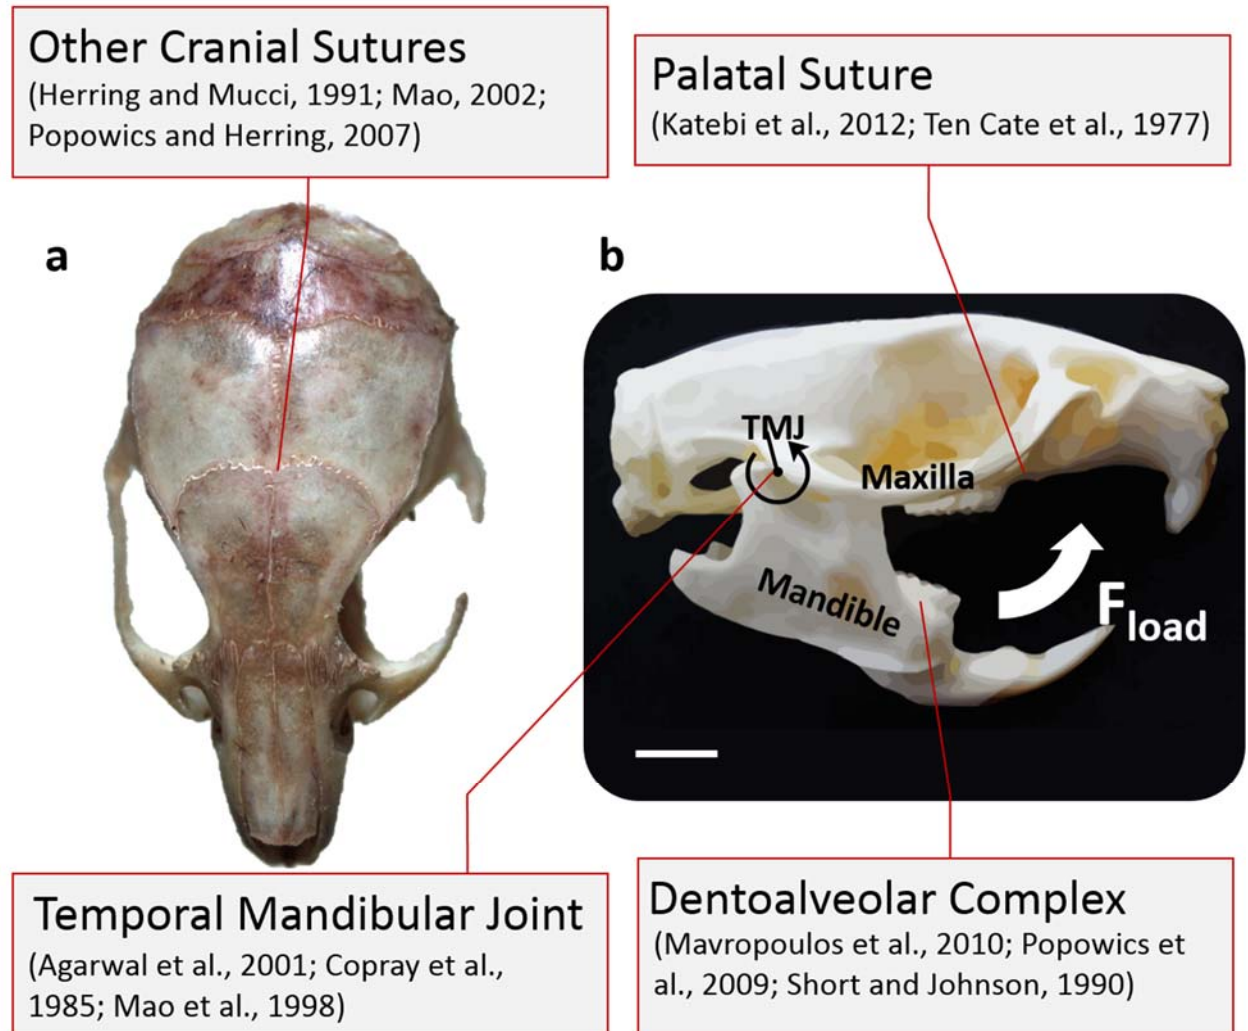 Other Cranial Sutures
(Herring and Mucci, 1991; Mao, 2002;
Popowics and Herring, 2007)
Palatal Suture
(Katebi et al., 2012; Ten Cate et al., 1977)
a
b
TMJ
Maxilla
Mandible
Fload
Temporal Mandibular Joint
(Agarwal et al., 2001; Copray et al.,
1985; Mao et al., 1998)
Dentoalveolar Complex
(Mavropoulos et al., 2010; Popowics et
al., 2009; Short and Johnson, 1990)